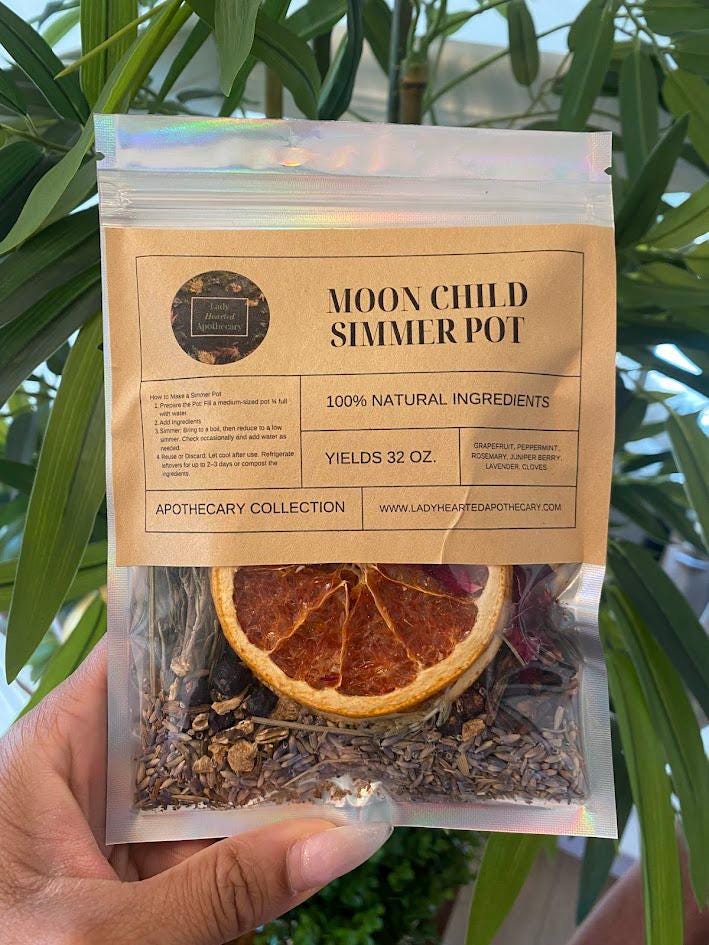 Lady
Hearted
Apothecary
MOON CHILD
SIMMER POT
How to Make a Simmer Pot
1. Prepare the Pot: Fill a medium-sized pot ¾ full
with water.
2. Add Ingredients
3. Simmer: Bring to a boil, then reduce to a low
simmer. Check occasionally and add water as
needed.
4. Reuse or Discard: Let cool after use. Refrigerate
leftovers for up to 2-3 days or compost the
ingredients.
100% NATURAL INGREDIENTS
YIELDS 32 OZ.
GRAPEFRUIT, PEPPERMINT,
ROSEMARY, JUNIPER BERRY,
LAVENDER, CLOVES
APOTHECARY COLLECTION
WWW.LADYHEARTEDAPOTHECARY.COM